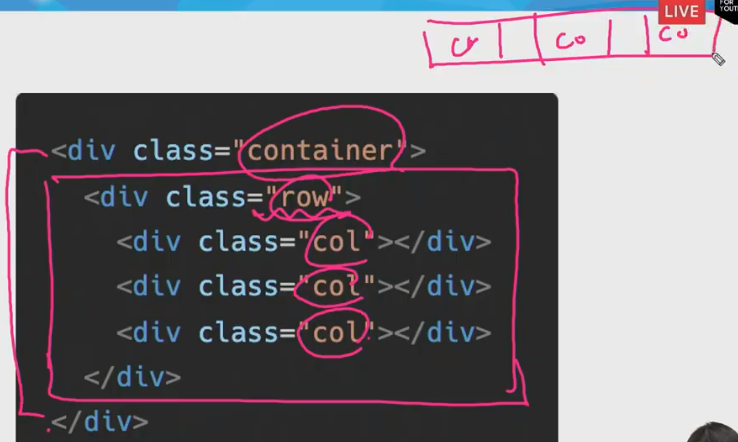 LIVE
FOR
YOUT
co co
<div class="container">
<div class="row">
<div class="col"></div>
<div class="col"></div>
<div class="col"></div>
</div>
</div>